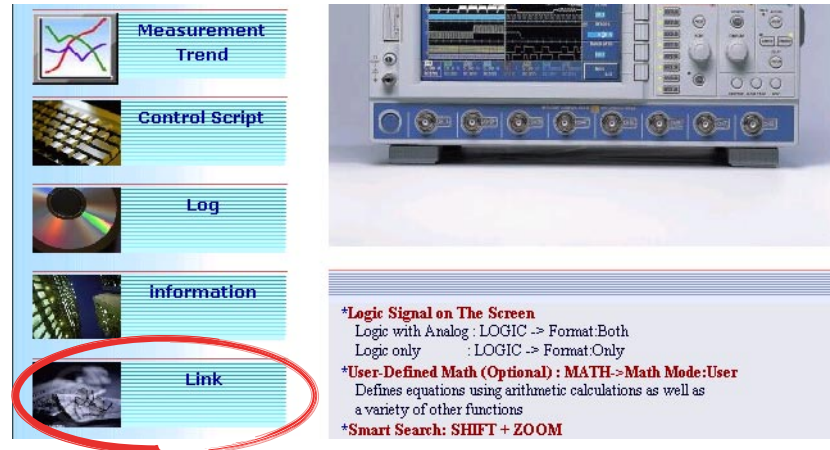 Measurement
Trend
Control Script
Log
information
Link
*Logic Signal on The Screen
Logic with Analog : LOGIC -> Format:Both
Logic only : LOGIC -> Format:Only
*User-Defined Math (Optional) : MATH->Math Mode:User
Defines equations using arithmetic calculations as well as
a variety of other functions
*Smart Search: SHIFT + ZOOM